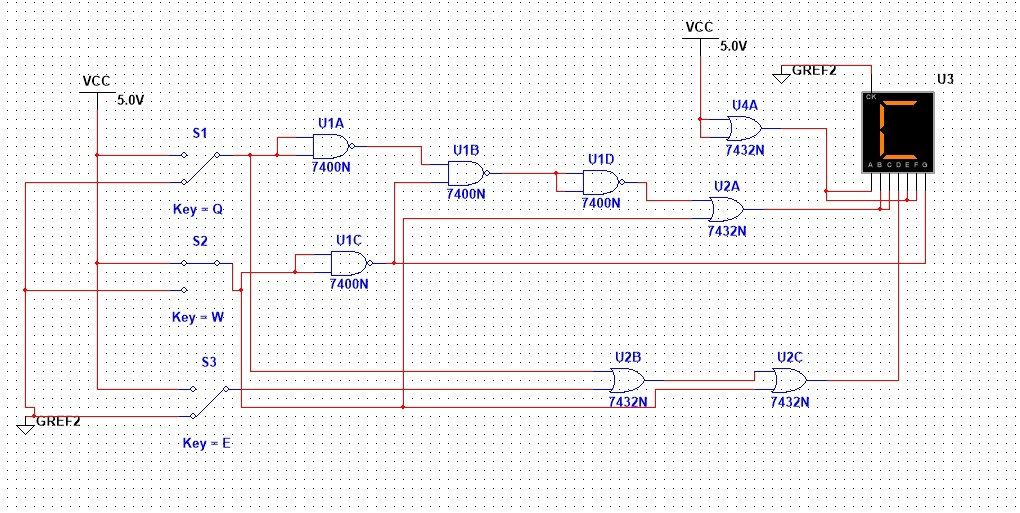 VCC
5.0V
GREF2
U3
VCC
5.0V
CK
U4A
7432N
S1
U1A
7400N
U1B
7400N
U1D
7400N
A B C D E F G
U2A
7432N
Key = Q
S2
U1C
7400N
Key = W
S3
U2B
7432N
U2C
7432N
GREF2
Key = E